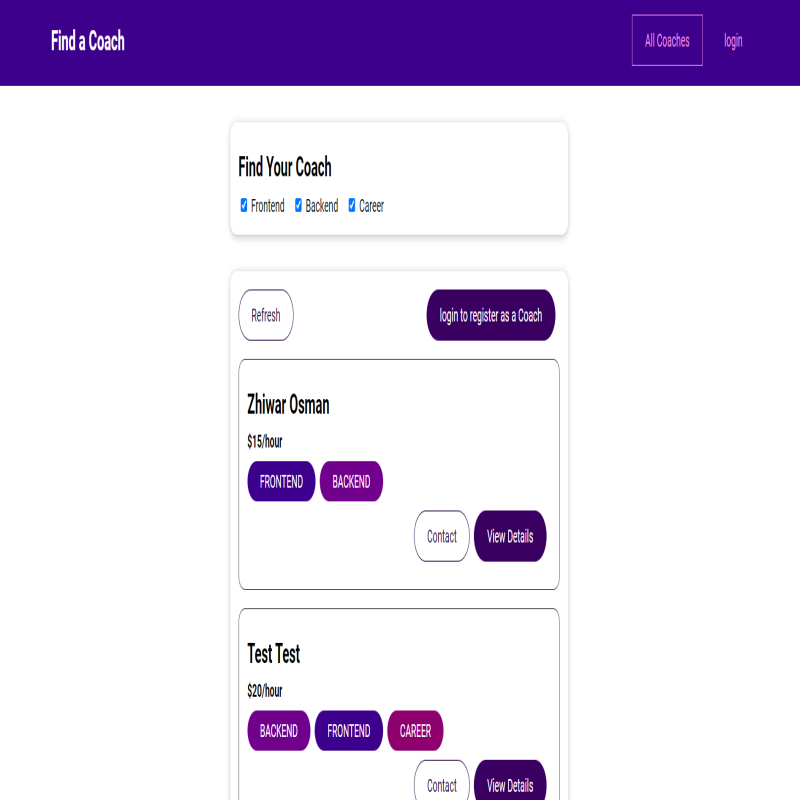 Find a Coach All Coaches login
Find Your Coach
Frontend Backend Career
Refresh login to register as a Coach
Zhiwar Osman
$15/hour
FRONTEND BACKEND
Contact View Details
Test Test
$20/hour
BACKEND FRONTEND CAREER
Contact View Details